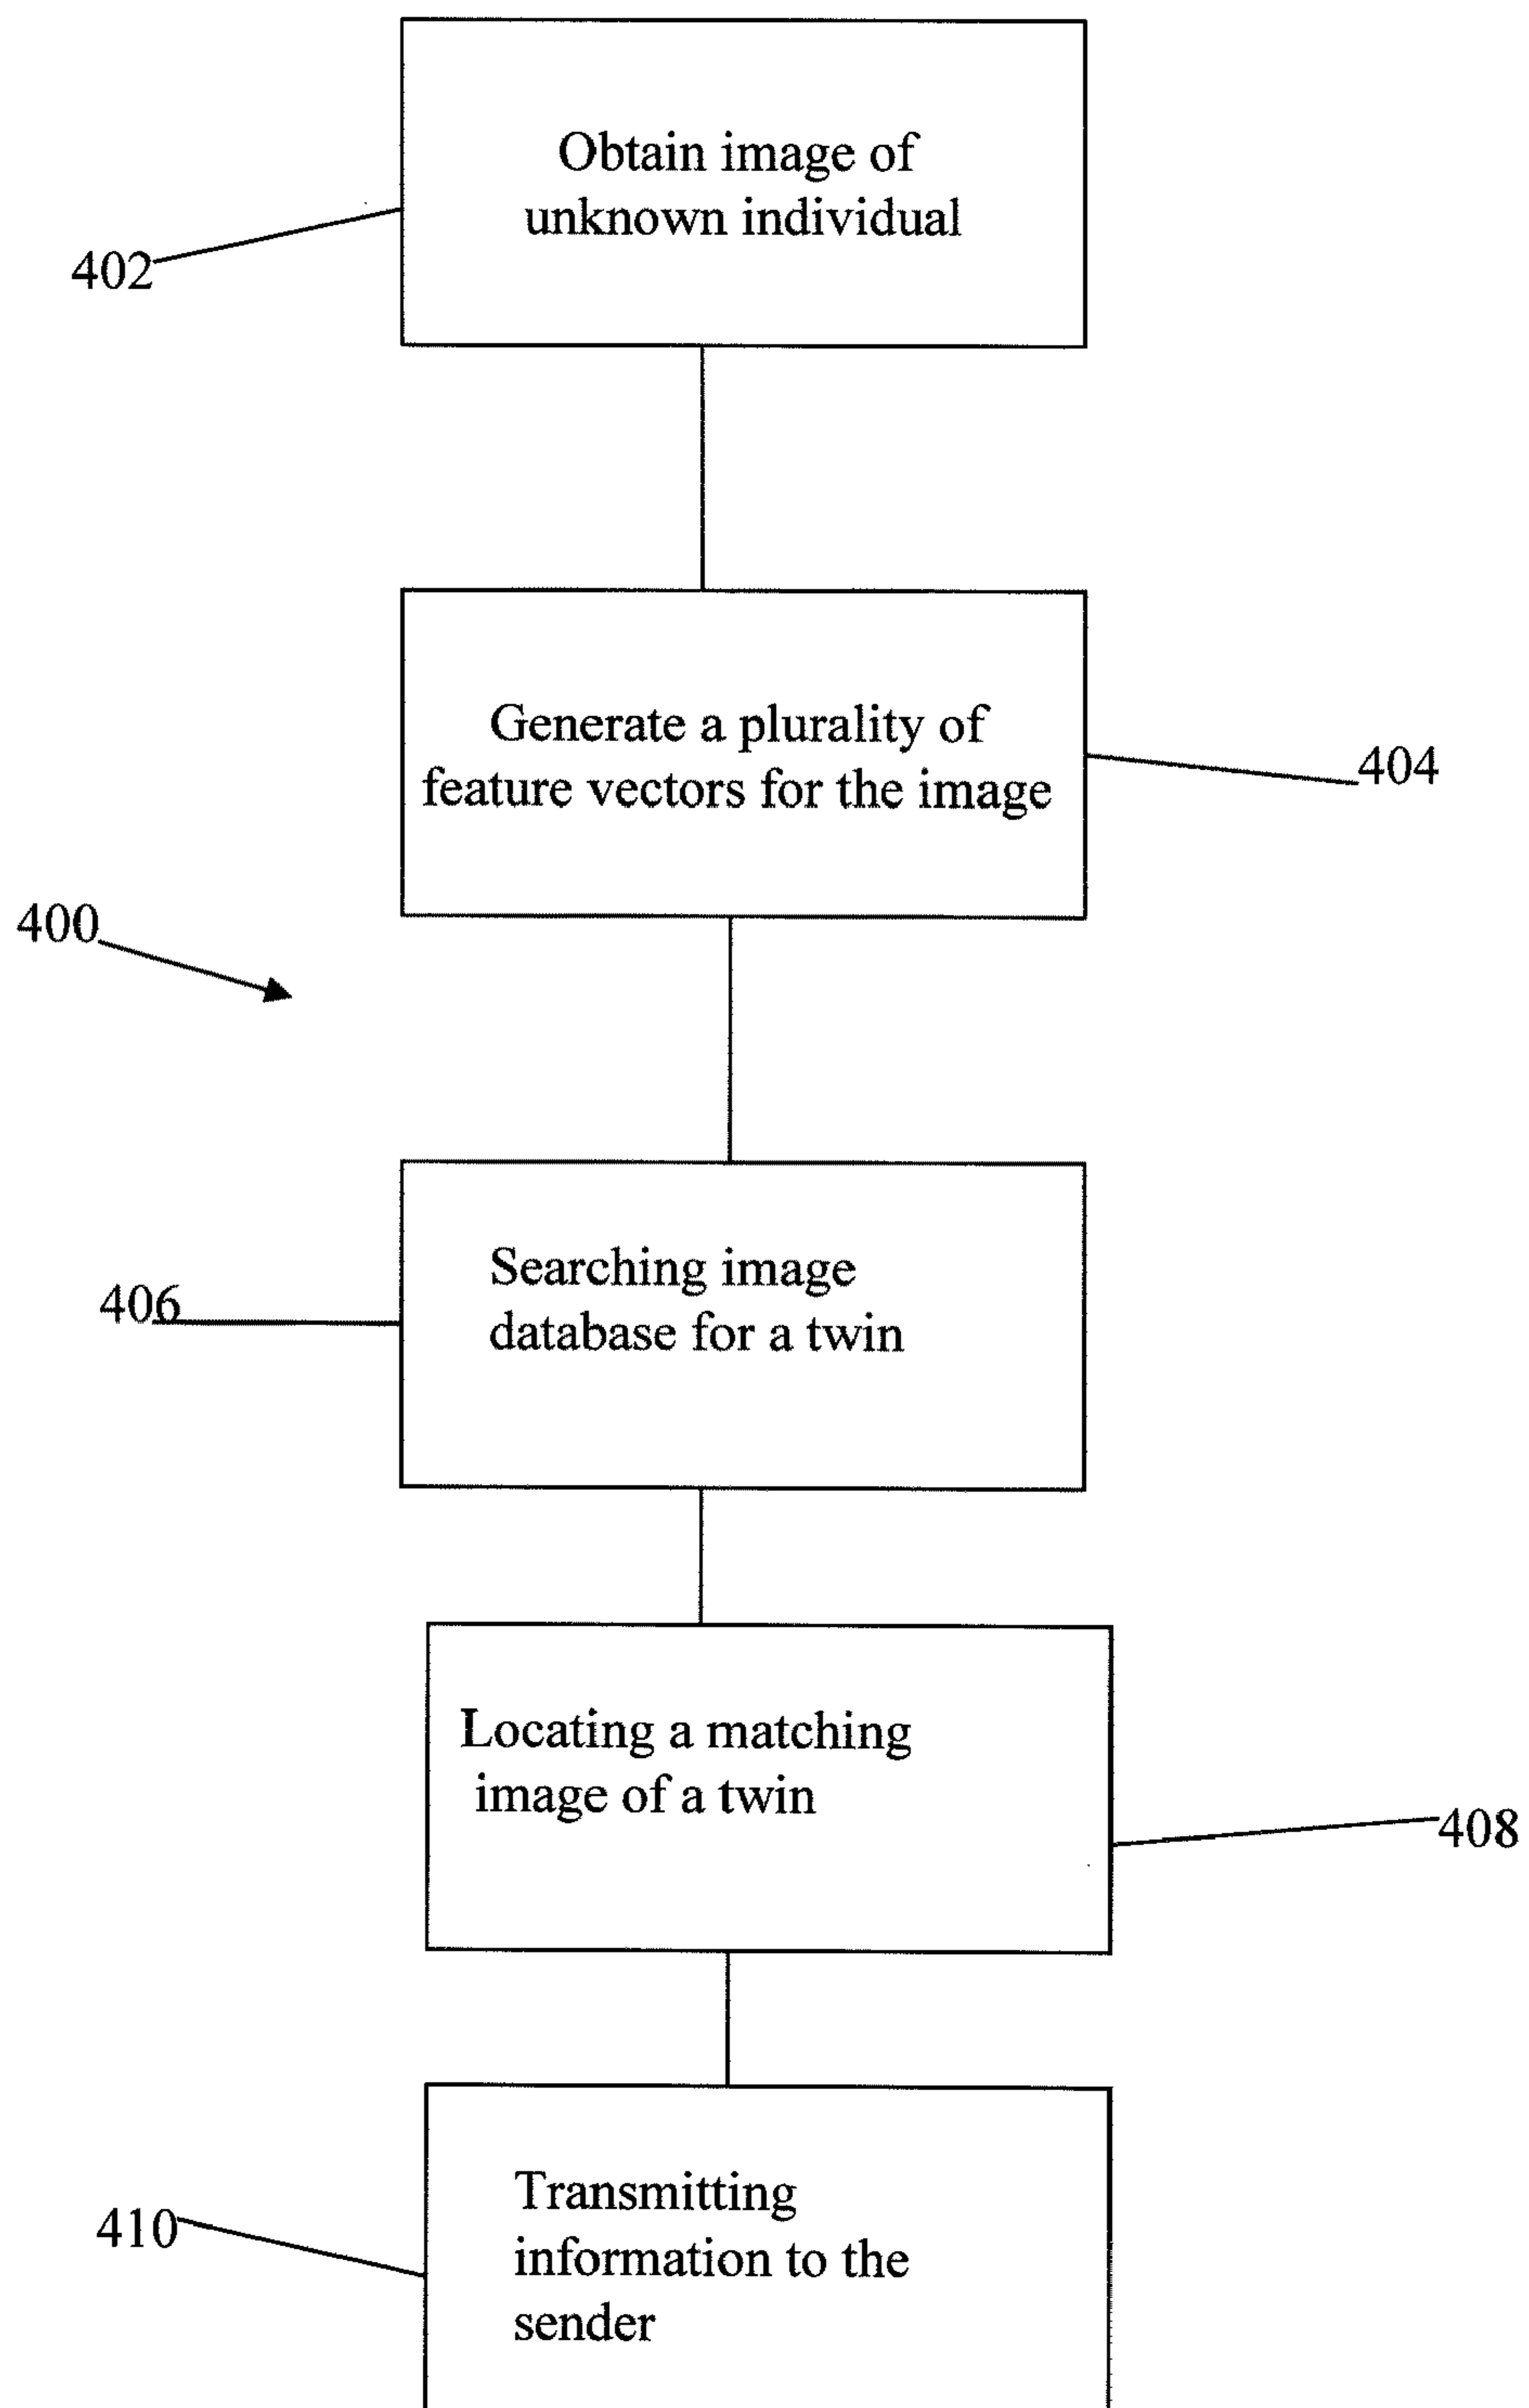 Obtain image of
unknown individual
402
Generate a plurality of
feature vectors for the image
404
400
Searching image
database for a twin
406
Locating a matching
image of a twin
408
Transmitting
information to the
sender
410